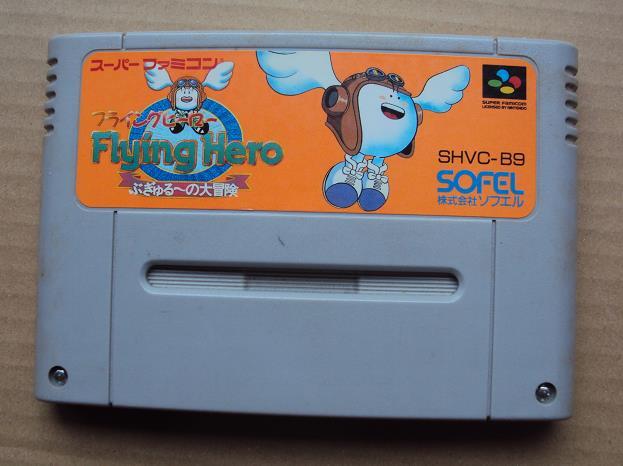 スーパーファミコン®
フライングヒーロー
Flying Hero
ぶぎゅる〜の大冒険
SUPER FAMICOM
LICENSED BY NINTENDO
SHVC-B9
SOFEL
株式会社ソフエル